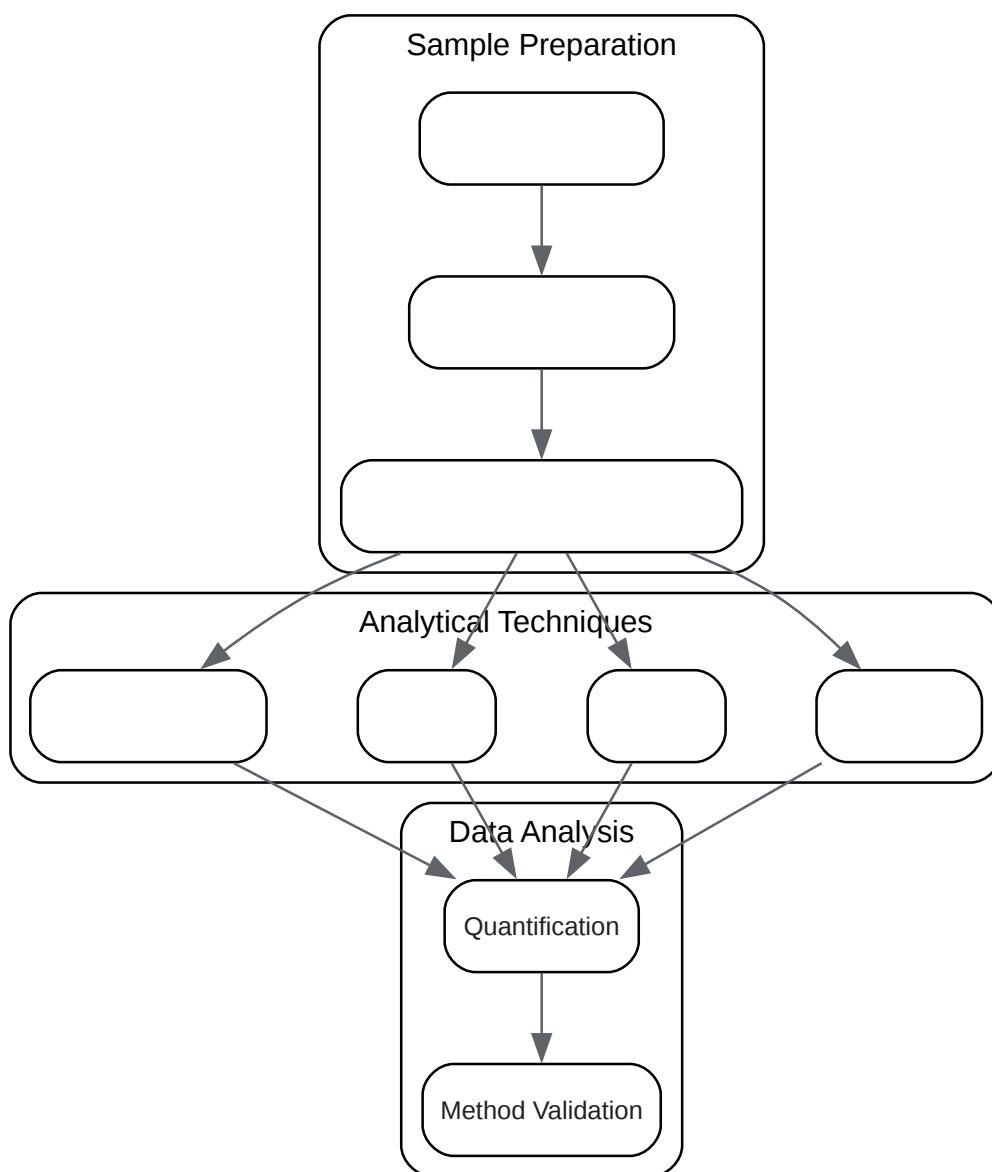 Sample Preparation
Analytical Techniques
Data Analysis
Quantification
Method Validation